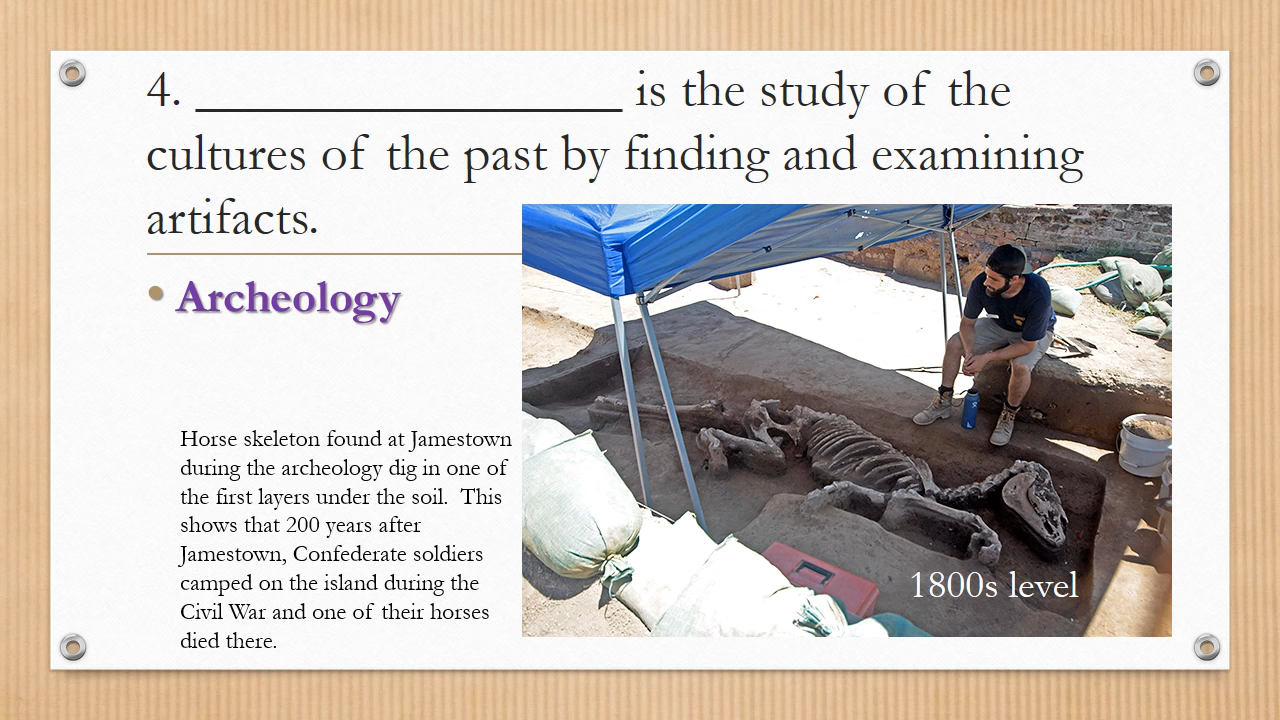 4. _________________ is the study of the
cultures of the past by finding and examining
artifacts.
• Archeology
Horse skeleton found at Jamestown
during the archeology dig in one of
the first layers under the soil.  This
shows that 200 years after
Jamestown, Confederate soldiers
camped on the island during the
Civil War and one of their horses
died there.
1800s level